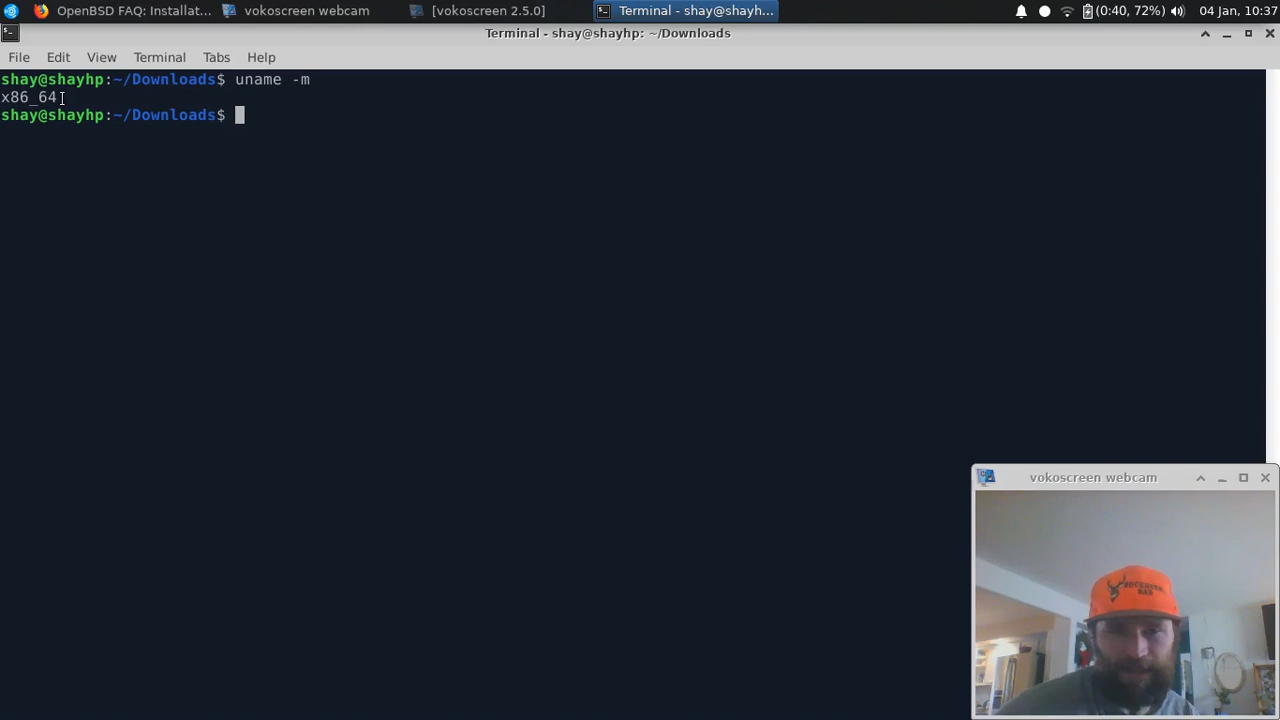 OpenBSD FAQ: Installat... vokoscreen webcam [vokoscreen 2.5.0] Terminal - shay@shayh... (0:40, 72%) 04 Jan, 10:37
Terminal - shay@shayhp: ~/Downloads
File Edit View Terminal Tabs Help
shay@shayhp:~/Downloads$ uname -m
x86_64
shay@shayhp:~/Downloads$
vokoscreen webcam
BAR